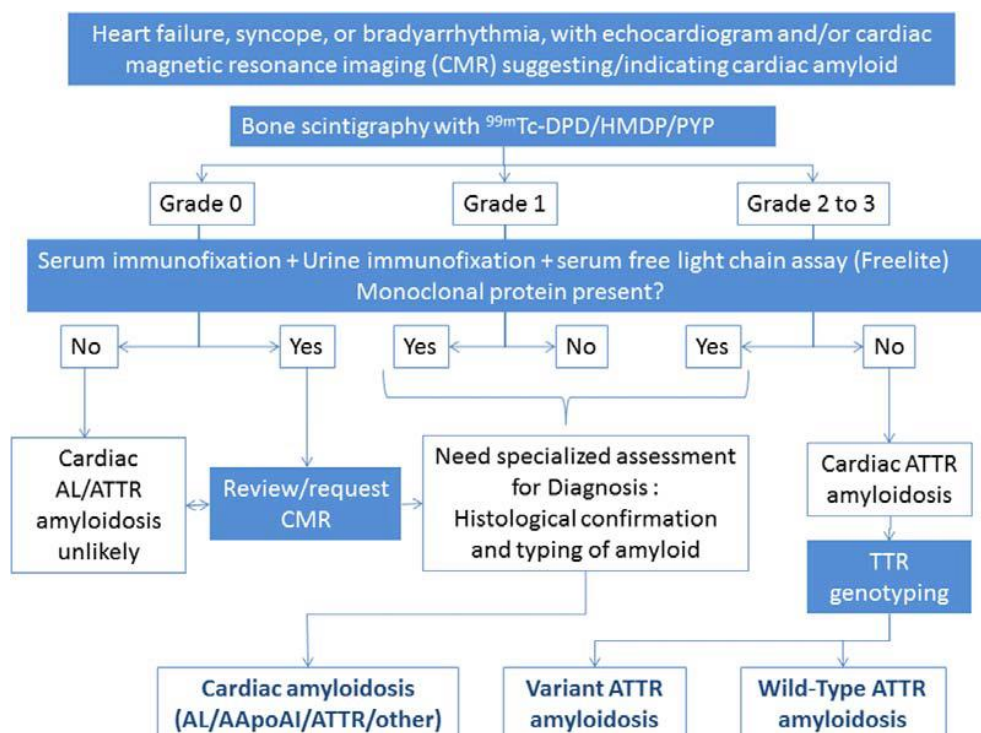 Heart failure, syncope, or bradyarrhythmia, with echocardiogram and/or cardiac
magnetic resonance imaging (CMR) suggesting/indicating cardiac amyloid
Bone scintigraphy with ⁹⁹ᵐTc-DPD/HMDP/PYP
Grade 0
Grade 1
Grade 2 to 3
Serum immunofixation + Urine immunofixation + serum free light chain assay (Freelite)
Monoclonal protein present?
No
Yes
Yes
No
Yes
No
Cardiac
AL/ATTR
amyloidosis
unlikely
Review/request
CMR
Need specialized assessment
for Diagnosis :
Histological confirmation
and typing of amyloid
Cardiac ATTR
amyloidosis
TTR
genotyping
Cardiac amyloidosis
(AL/AApoAI/ATTR/other)
Variant ATTR
amyloidosis
Wild-Type ATTR
amyloidosis